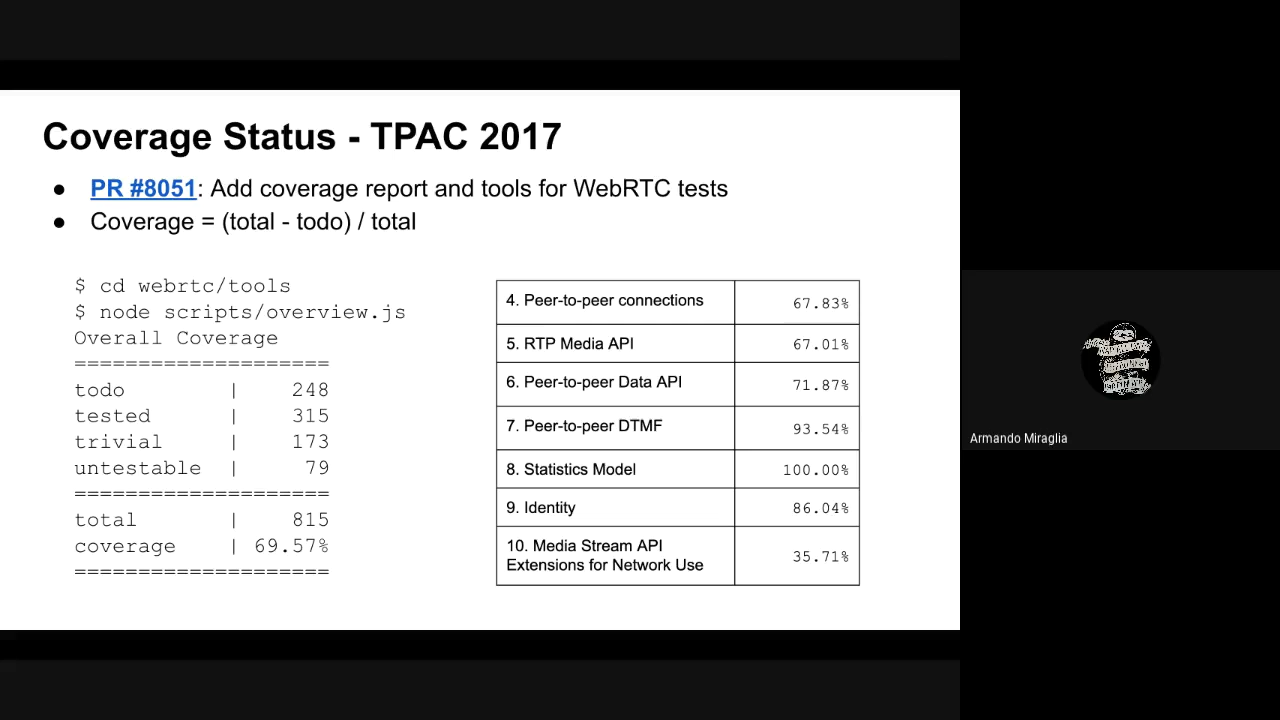 Coverage Status - TPAC 2017
● PR #8051: Add coverage report and tools for WebRTC tests
● Coverage = (total - todo) / total
$ cd webrtc/tools
$ node scripts/overview.js
Overall Coverage
====================
todo | 248
tested | 315
trivial | 173
untestable | 79
====================
total | 815
coverage | 69.57%
====================
4. Peer-to-peer connections 67.83%
5. RTP Media API 67.01%
6. Peer-to-peer Data API 71.87%
7. Peer-to-peer DTMF 93.54%
8. Statistics Model 100.00%
9. Identity 86.04%
10. Media Stream API
Extensions for Network Use 35.71%
Armando Miraglia